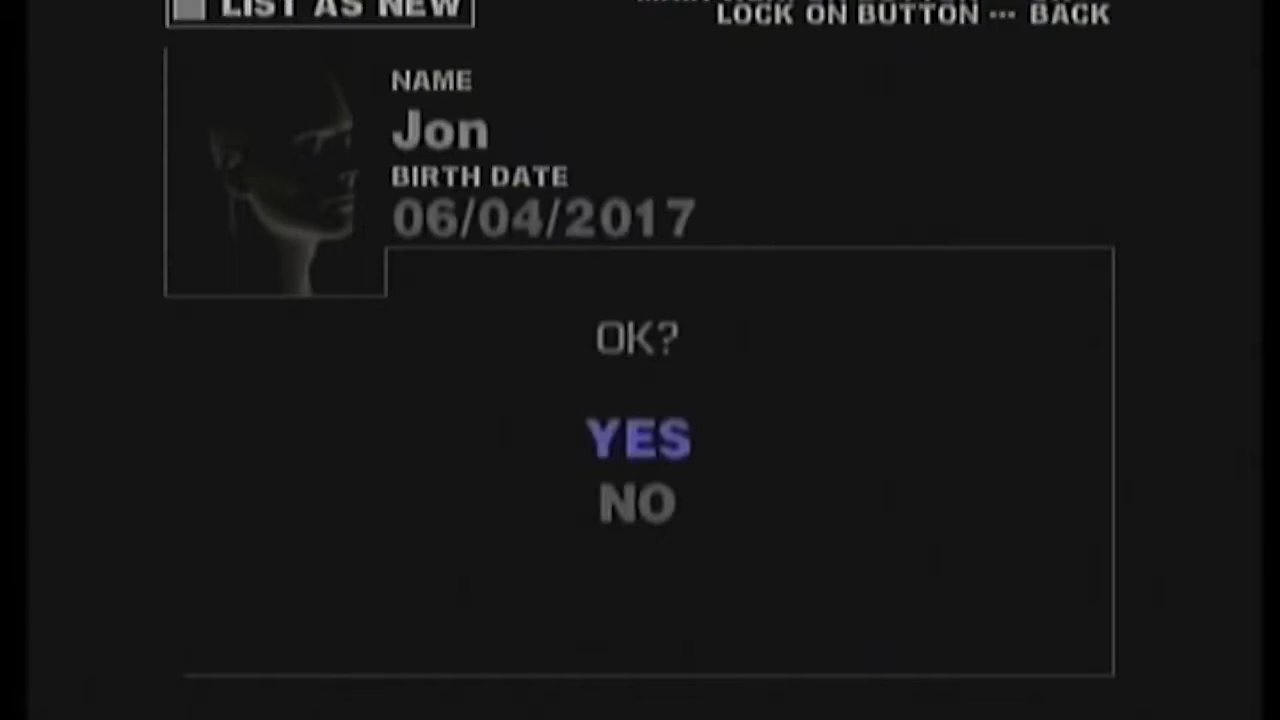 LIST AS NEW
LOCK ON BUTTON ··· BACK
NAME
Jon
BIRTH DATE
06/04/2017
OK?
YES
NO